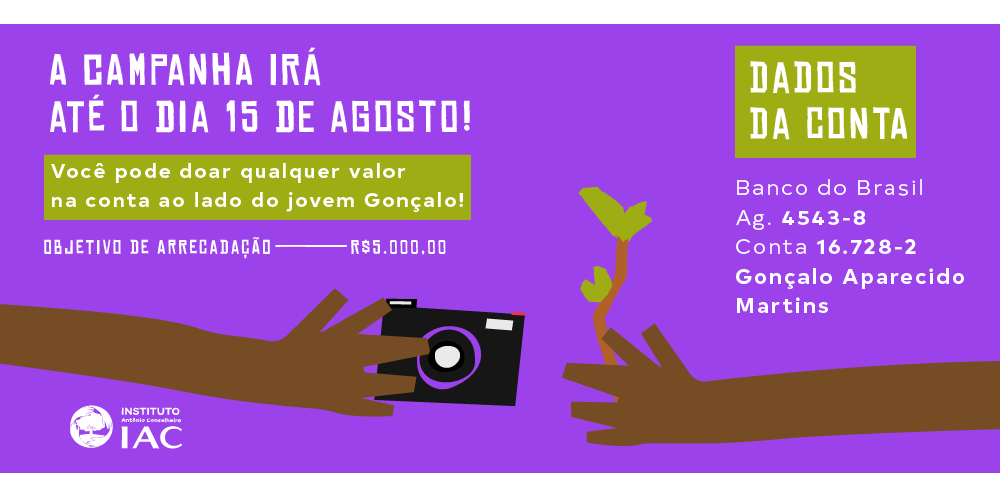 A CAMPANHA IRÁ
ATÉ O DIA 15 DE AGOSTO!
Você pode doar qualquer valor
na conta ao lado do jovem Gonçalo!
OBJETIVO DE ARRECADAÇÃO — R$5.000,00
DADOS
DA CONTA
Banco do Brasil
Ag. 4543-8
Conta 16.728-2
Gonçalo Aparecido
Martins
INSTITUTO
Antônio Conselheiro
IAC